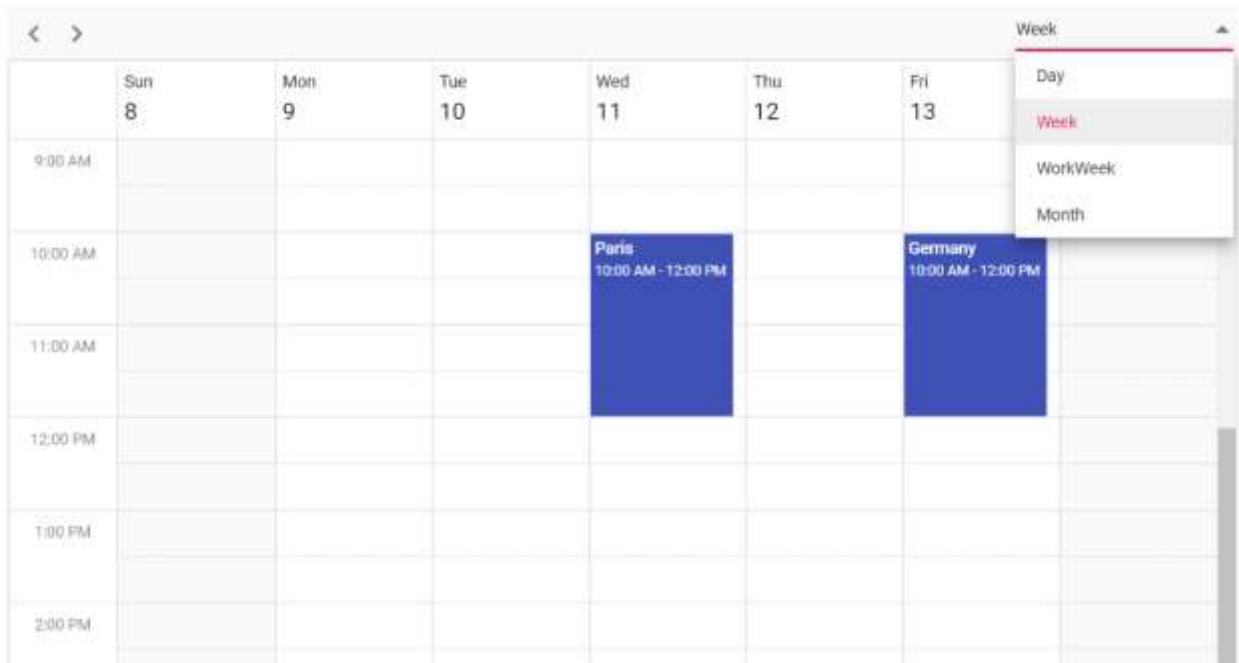 Week
Sun Mon Tue Wed Thu Fri
8 9 10 11 12 13
Day
Week
WorkWeek
Month
9:00 AM
10:00 AM
Paris
10:00 AM - 12:00 PM
Germany
10:00 AM - 12:00 PM
11:00 AM
12:00 PM
1:00 PM
2:00 PM